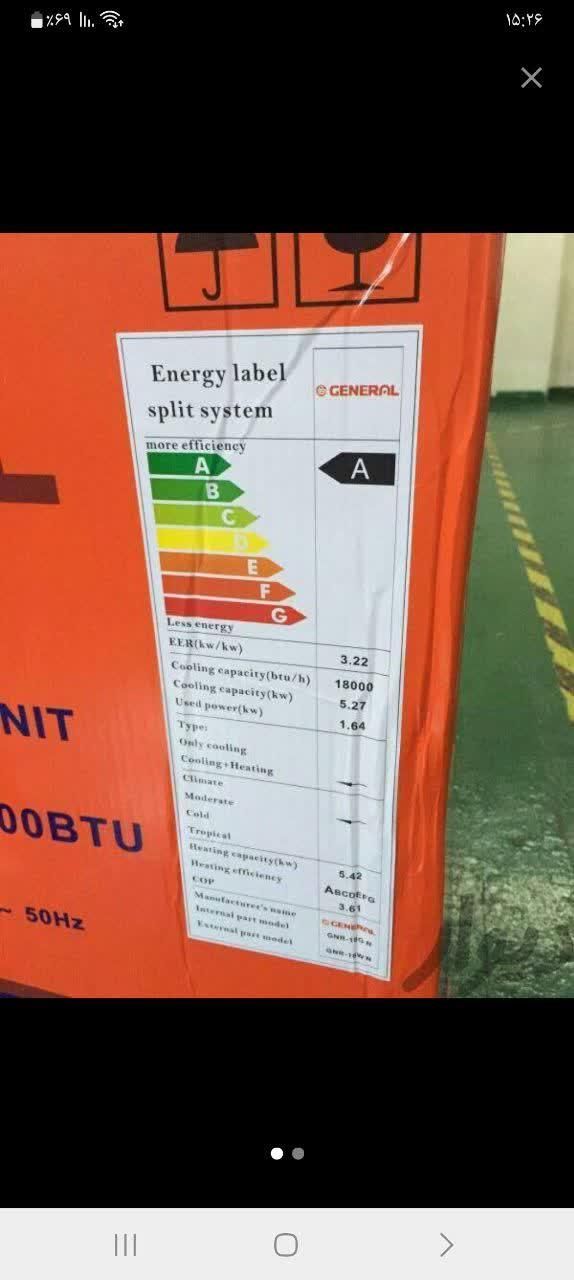 ٪۶۹
۱۵:۲۶
Energy label
split system
GENERAL
more efficiency
A
A
B
C
D
E
F
G
Less energy
EER(kw/kw) 3.22
Cooling capacity(btu/h) 18000
Cooling capacity(kw) 5.27
Used power(kw) 1.64
Type:
Only cooling
Cooling+Heating
Climate
Moderate
Cold
Tropical
Heating capacity(kw) 5.42
Heating efficiency ABCDEFG
COP 3.61
Manufacturer's name GENERAL
Internal part model
External part model
NIT
00BTU
~ 50Hz